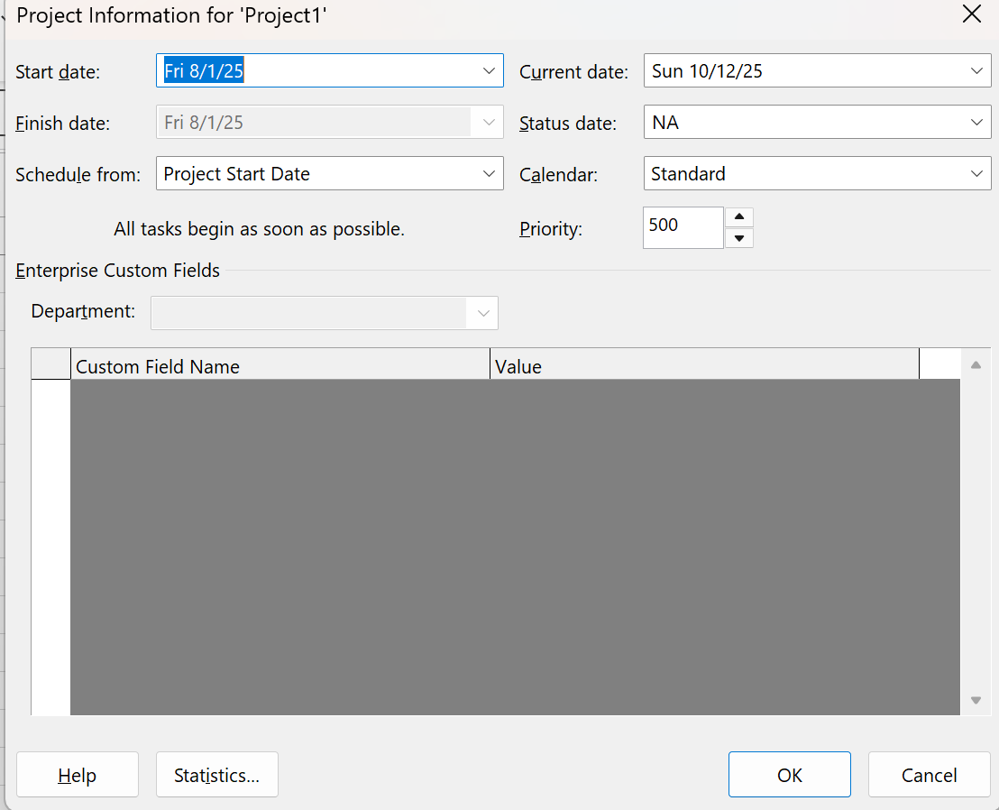 Project Information for 'Project1'
Start date: Fri 8/1/25 Current date: Sun 10/12/25
Finish date: Fri 8/1/25 Status date: NA
Schedule from: Project Start Date Calendar: Standard
All tasks begin as soon as possible. Priority: 500
Enterprise Custom Fields
Department:
Custom Field Name Value
Help Statistics... OK Cancel